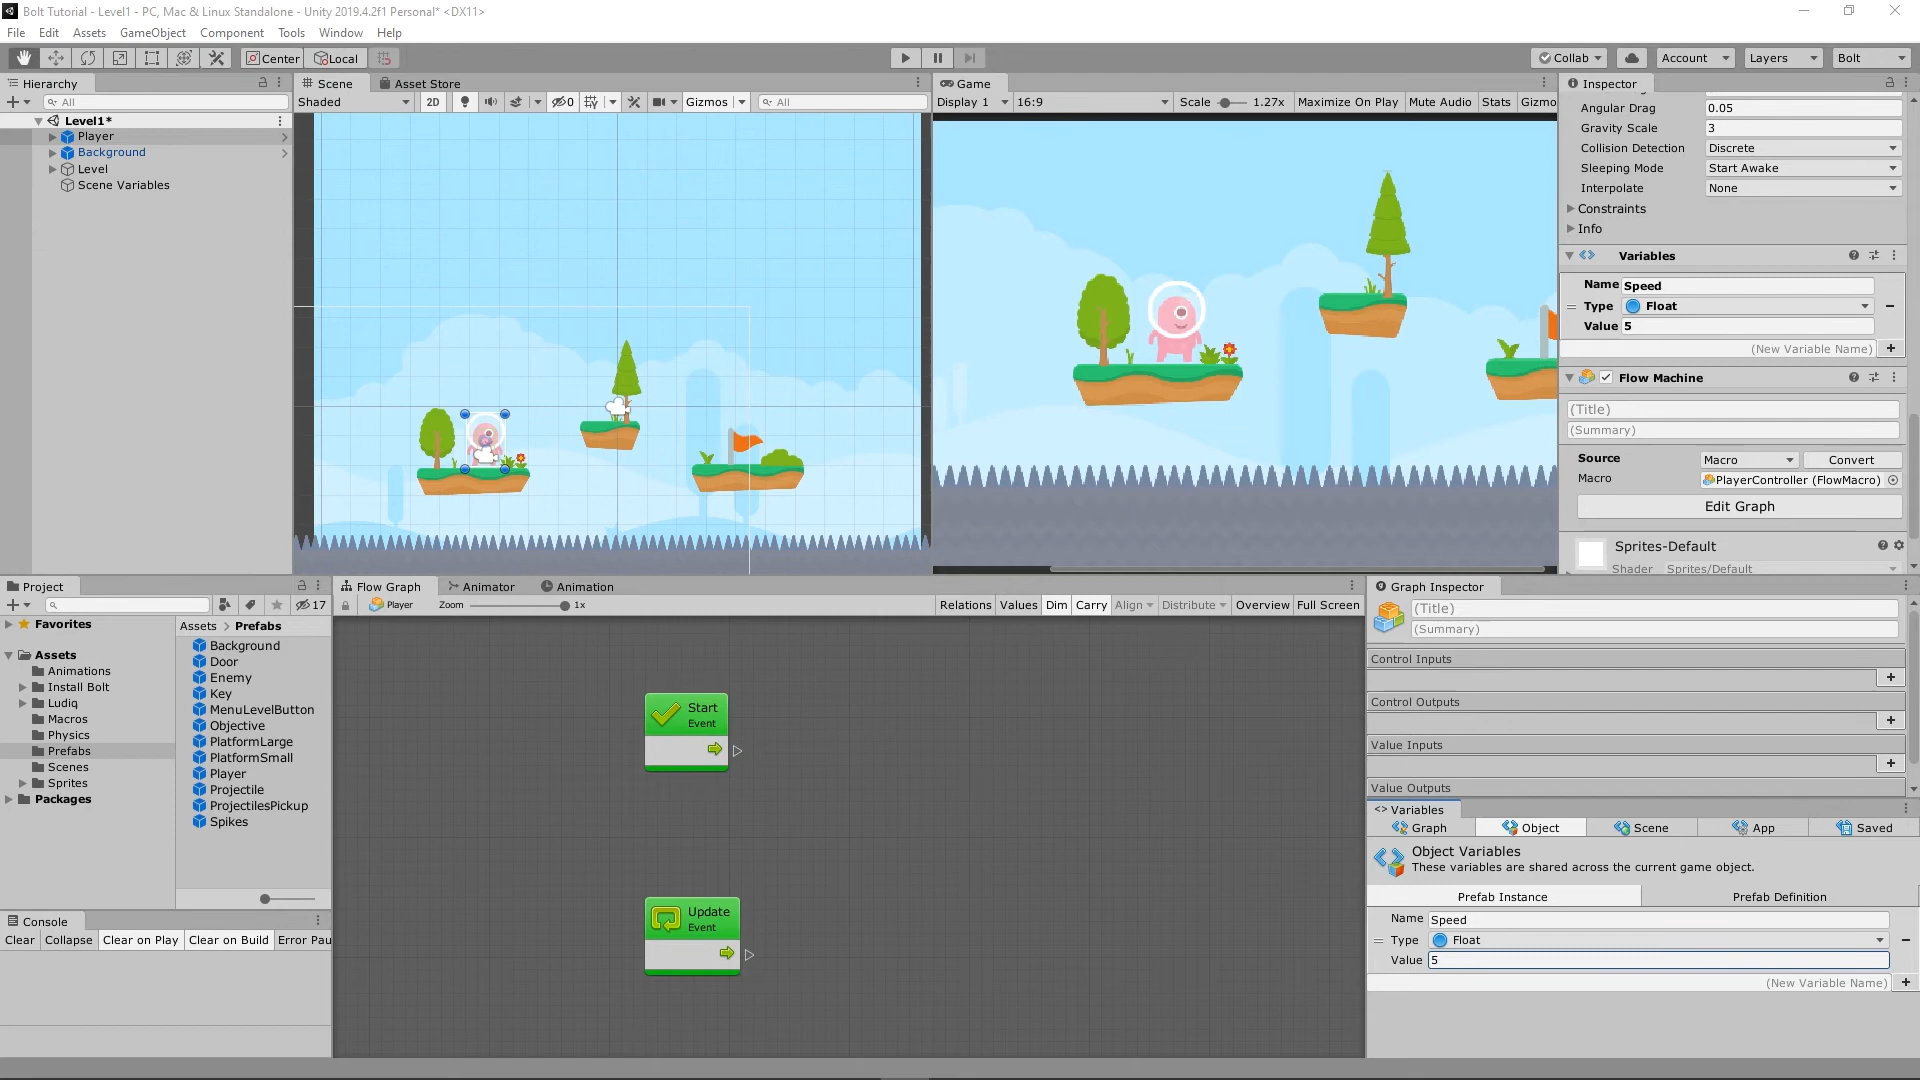 Bolt Tutorial - Level1 - PC, Mac & Linux Standalone - Unity 2019.4.2f1 Personal* <DX11>
File Edit Assets GameObject Component Tools Window Help
Center Local Collab Account Layers Bolt
Hierarchy
All
Level1*
Player
Background
Level
Scene Variables
Scene Asset Store
Shaded 2D 0 Gizmos All
Game
Display 1 16:9 Scale 1.27x Maximize On Play Mute Audio Stats Gizmo
Inspector
Angular Drag 0.05
Gravity Scale 3
Collision Detection Discrete
Sleeping Mode Start Awake
Interpolate None
Constraints
Info
Variables
Name Speed
Type Float
Value 5
(New Variable Name)
Flow Machine
(Title)
(Summary)
Source Macro Convert
Macro PlayerController (FlowMacro)
Edit Graph
Sprites-Default
Shader Sprites/Default
Project
17
Favorites
Assets
Animations
Install Bolt
Ludiq
Macros
Physics
Prefabs
Scenes
Sprites
Packages
Assets > Prefabs
Background
Door
Enemy
Key
MenuLevelButton
Objective
PlatformLarge
PlatformSmall
Player
Projectile
ProjectilesPickup
Spikes
Console
Clear Collapse Clear on Play Clear on Build Error Pau
Flow Graph Animator Animation
Player Zoom 1x Relations Values Dim Carry Align Distribute Overview Full Screen
Start
Event
Update
Event
Graph Inspector
(Title)
(Summary)
Control Inputs
Control Outputs
Value Inputs
Value Outputs
<> Variables
Graph Object Scene App Saved
Object Variables
These variables are shared across the current game object.
Prefab Instance Prefab Definition
Name Speed
Type Float
Value 5
(New Variable Name)